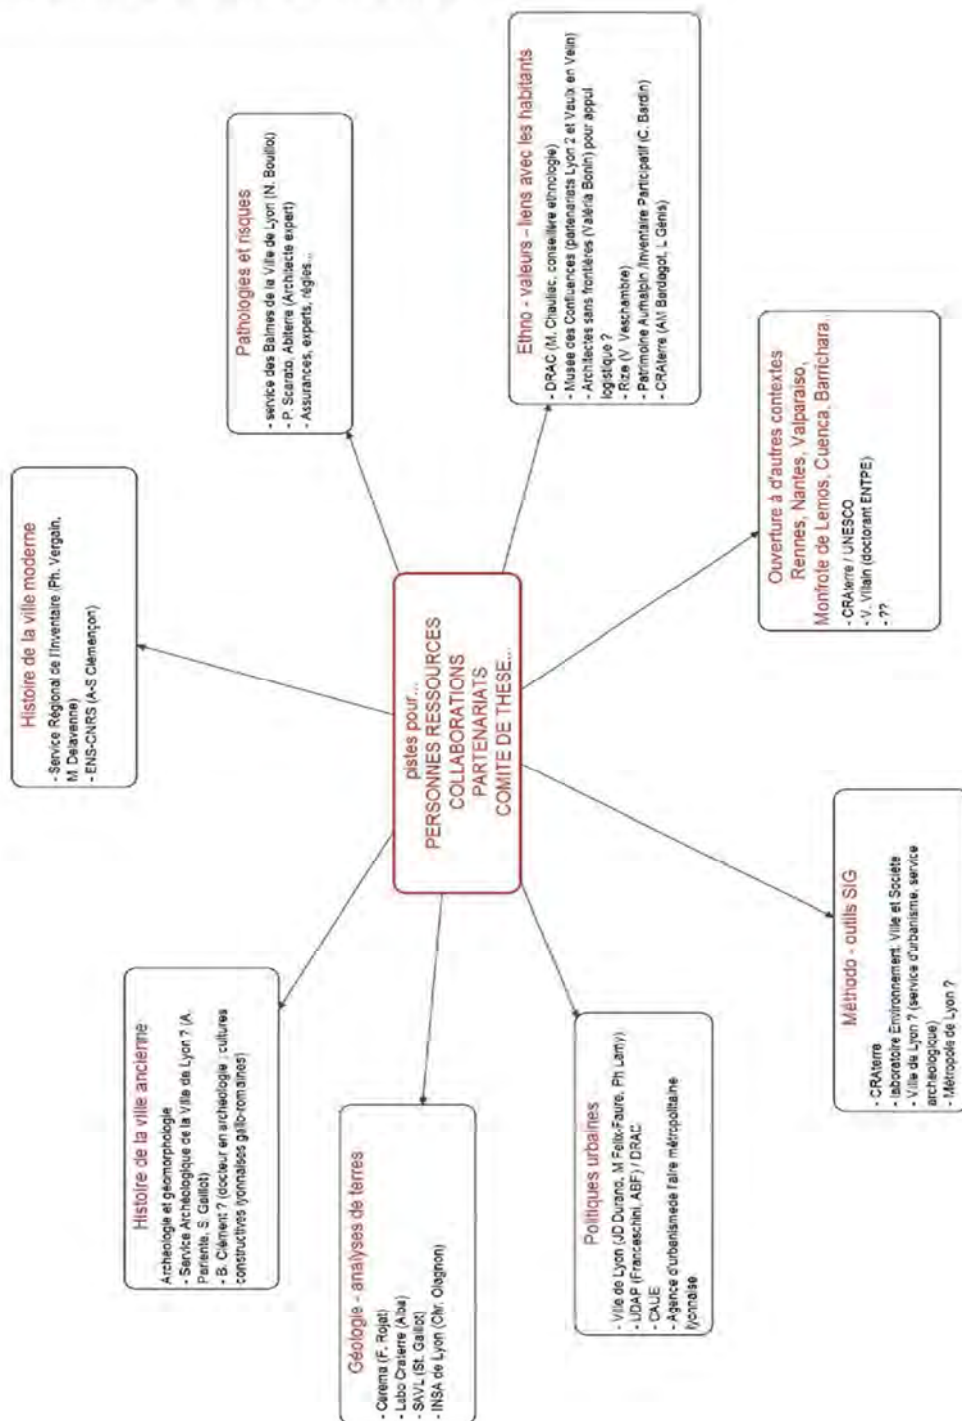 Histoire de la ville ancienne
Archéologie et géomorphologie
- Service Archéologique de la Ville de Lyon ? (A.
Pariente, S. Gaillot)
- B. Clément ? (docteur en archéologie ; cultures
constructives lyonnaises gallo-romaines)
Histoire de la ville moderne
- Service Régional de l'Inventaire (Ph. Vergain,
M. Delavenne)
- ENS-CNRS (A-S Clémençon)
Pathologies et risques
- service des Balmes de la Ville de Lyon (N. Bouillot)
- P. Scarato, Abiterre (Architecte expert)
- Assurances, experts, régies...
Géologie - analyses de terres
- Cerema (F. Rojat)
- Labo Craterre (Alba)
- SAVL (St. Gaillot)
- INSA de Lyon (Chr. Olagnon)
pistes pour...
PERSONNES RESSOURCES
COLLABORATIONS
PARTENARIATS
COMITE DE THESE...
Ethno - valeurs - liens avec les habitants
- DRAC (M. Chauliac, conseillère ethnologie)
- Musée des Confluences (partenariats Lyon 2 et Vaulx en Velin)
- Architectes sans frontières (Valéria Bonin) pour appui
logistique ?
- Rize (V. Veschambre)
- Patrimoine Aurhalpin /Inventaire Participatif (C. Bardin)
- CRAterre (AM Bardagot, L Génis)
Politiques urbaines
- Ville de Lyon (JD Durand, M Felix-Faure, Ph Lamy)
- UDAP (Franceschini, ABF) / DRAC
- CAUE
- Agence d'urbanismede l'aire métropolitaine
lyonnaise
Méthodo - outils SIG
- CRAterre
- laboratoire Environnement, Ville et Société
- Ville de Lyon ? (service d'urbanisme, service
archéologique)
- Métropole de Lyon ?
Ouverture à d'autres contextes
Rennes, Nantes, Valparaiso,
Monfrote de Lemos, Cuenca, Barrichara..
- CRAterre / UNESCO
- V. Villain (doctorant ENTPE)
- ??